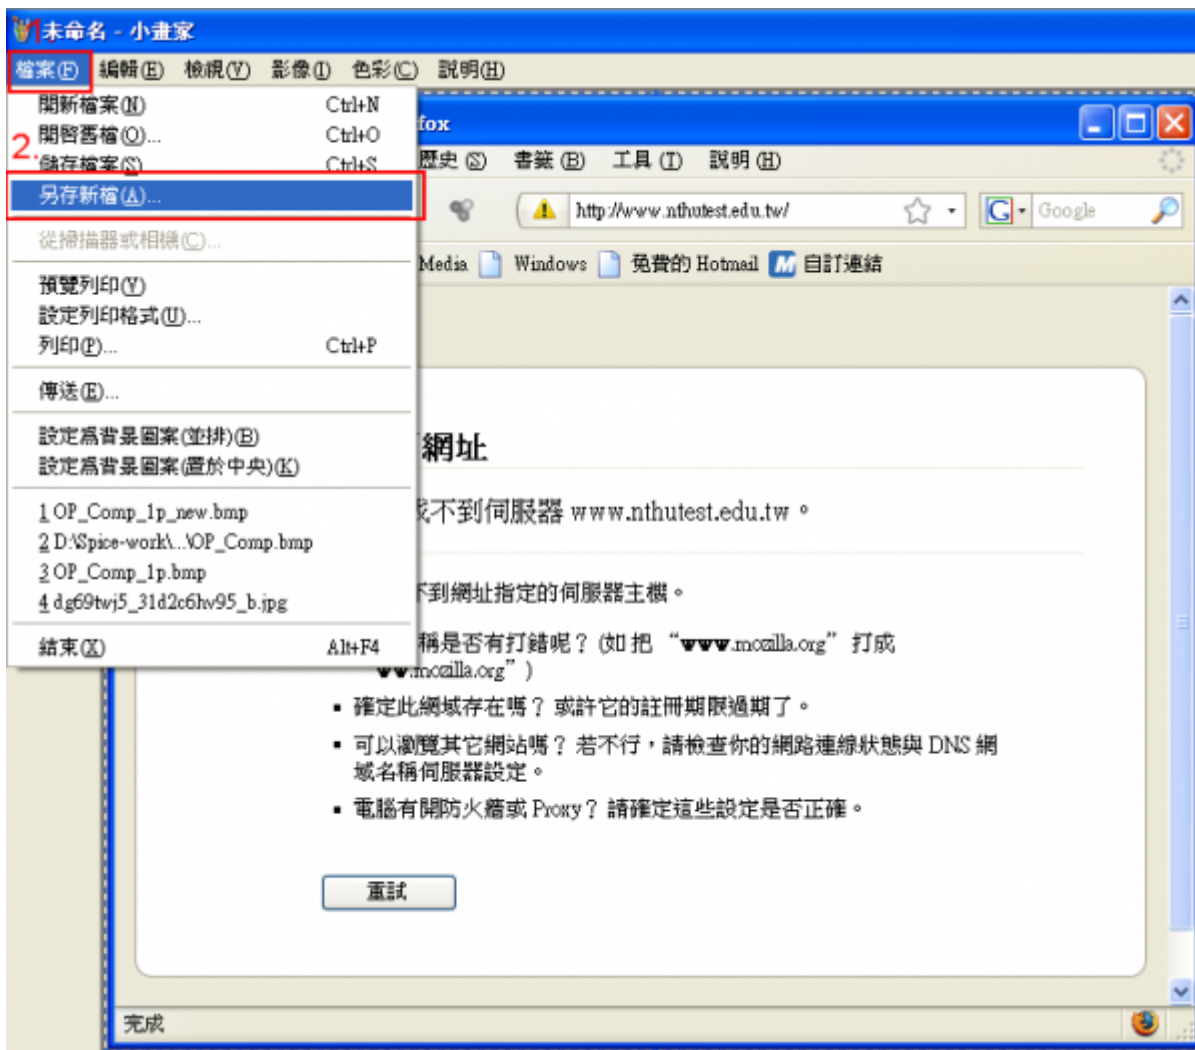 1 未命名 - 小畫家
檔案(F) 編輯(E) 檢視(V) 影像(I) 色彩(C) 說明(H)
開新檔案(N) Ctrl+N
2. 開啓舊檔(O)... Ctrl+O
儲存檔案(S) Ctrl+S
另存新檔(A)...
從掃描器或相機(C)...
預覽列印(V)
設定列印格式(U)...
列印(P)... Ctrl+P
傳送(E)...
設定爲背景圖案(並排)(B)
設定爲背景圖案(置於中央)(K)
1 OP_Comp_1p_new.bmp
2 D:\Spice-work\...\OP_Comp.bmp
3 OP_Comp_1p.bmp
4 dg69twj5_31d2c6hv95_b.jpg
結束(X) Alt+F4
fox
歷史 (S) 書籤 (B) 工具 (T) 說明 (H)
http://www.nthutest.edu.tw/ G Google
Media Windows 免費的 Hotmail M 自訂連結
網址
找不到伺服器 www.nthutest.edu.tw。
不到網址指定的伺服器主機。
稱是否有打錯呢？(如 把 “www.mozilla.org” 打成
ww.mozilla.org”)
▪ 確定此網域存在嗎？或許它的註冊期限過期了。
▪ 可以瀏覽其它網站嗎？若不行，請檢查你的網路連線狀態與 DNS 網
域名稱伺服器設定。
▪ 電腦有開防火牆或 Proxy？請確定這些設定是否正確。
重試
完成